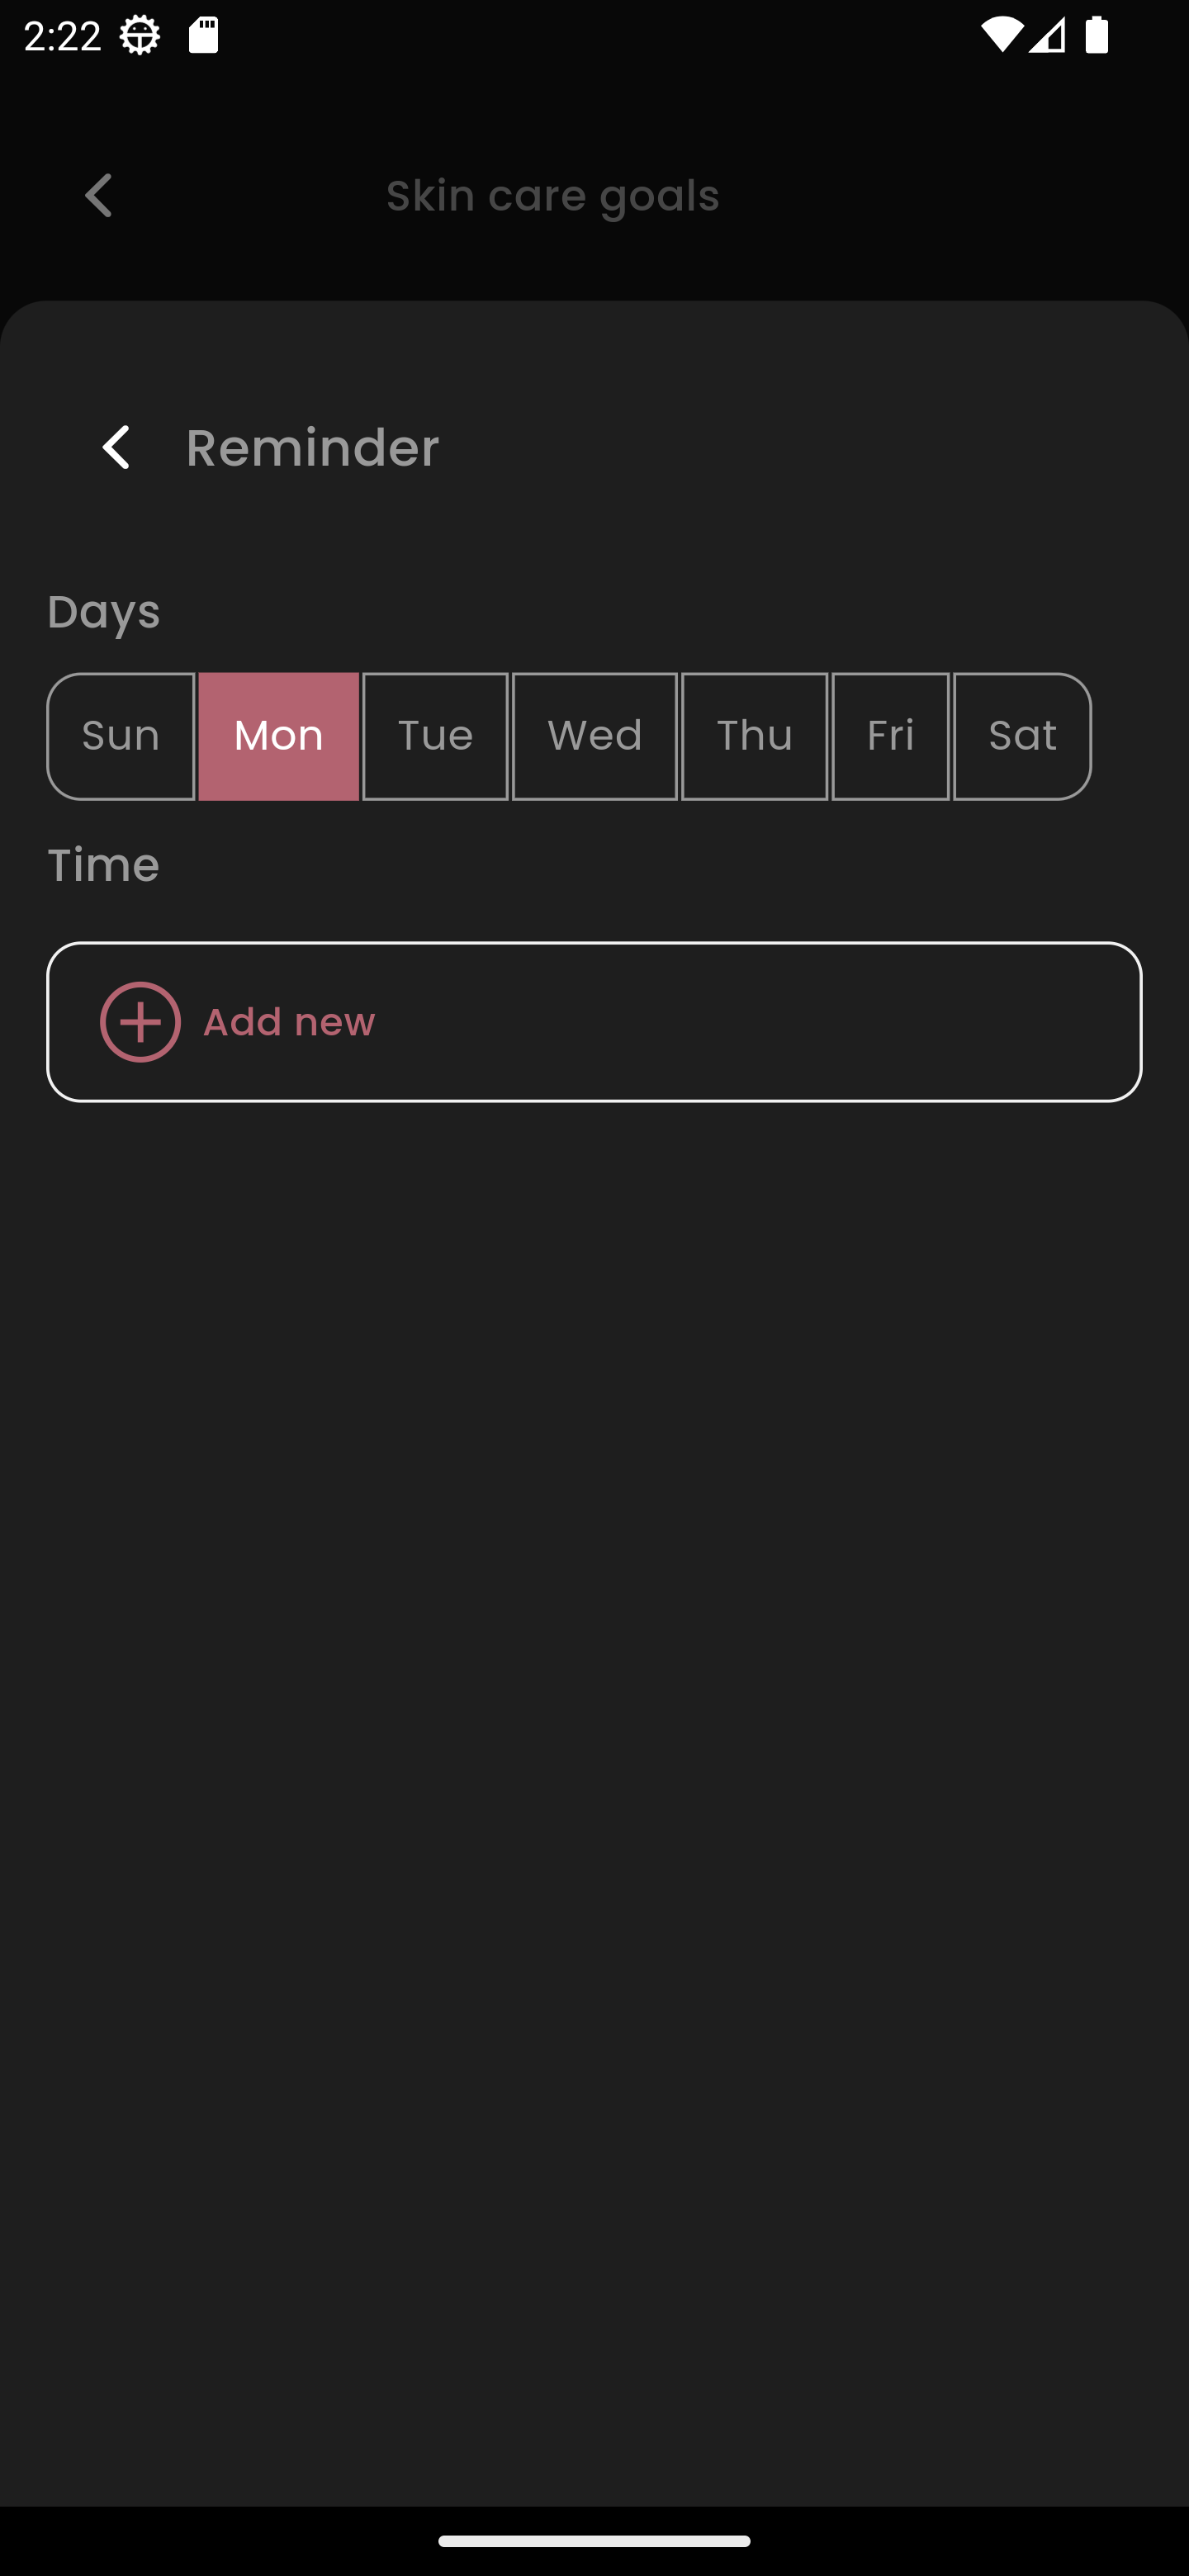 2:22
Skin care goals
Reminder
Days
Sun Mon Tue Wed Thu Fri Sat
Time
Add new